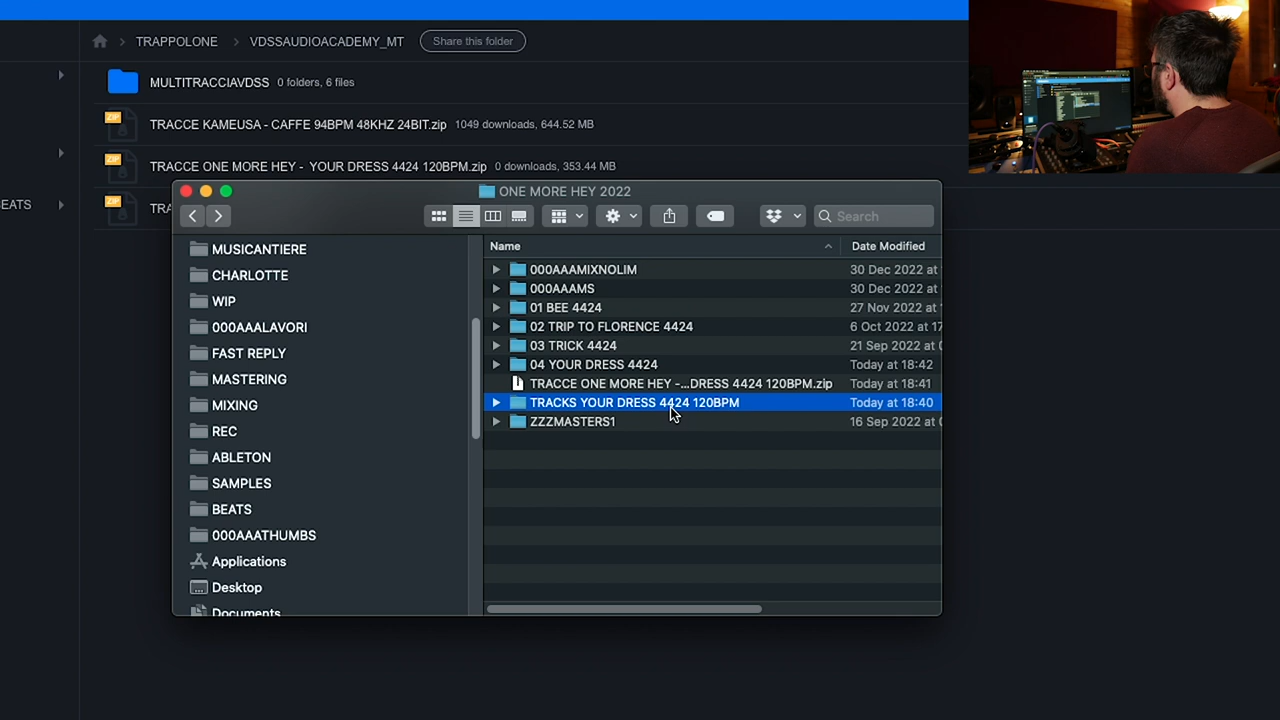 TRAPPOLONE
VDSSAUDIOACADEMY_MT
Share this folder
MULTITRACCIAVDSS 0 folders, 6 files
TRACCE KAMEUSA - CAFFE 94BPM 48KHZ 24BIT.zip 1049 downloads, 644.52 MB
TRACCE ONE MORE HEY - YOUR DRESS 4424 120BPM.zip 0 downloads, 353.44 MB
ZIP
ZIP
ZIP
EATS
TRA
ONE MORE HEY 2022
Search
MUSICANTIERE
CHARLOTTE
WIP
000AAALAVORI
FAST REPLY
MASTERING
MIXING
REC
ABLETON
SAMPLES
BEATS
000AAATHUMBS
Applications
Desktop
Documents
Name Date Modified
000AAAMIXNOLIM 30 Dec 2022 at
000AAAMS 30 Dec 2022 at
01 BEE 4424 27 Nov 2022 at
02 TRIP TO FLORENCE 4424 6 Oct 2022 at 17
03 TRICK 4424 21 Sep 2022 at
04 YOUR DRESS 4424 Today at 18:42
TRACCE ONE MORE HEY -...DRESS 4424 120BPM.zip Today at 18:41
TRACKS YOUR DRESS 4424 120BPM Today at 18:40
ZZZMASTERS1 16 Sep 2022 at